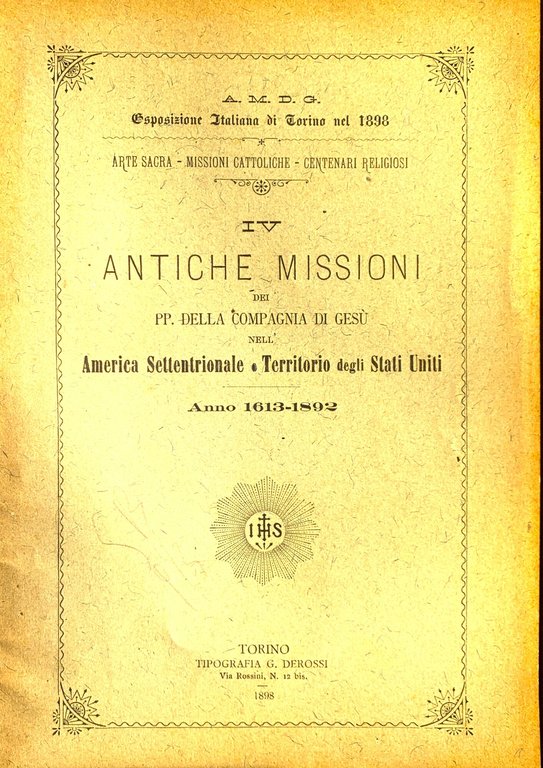 A. M. D. G.
Esposizione Italiana di Torino nel 1898
ARTE SACRA - MISSIONI CATTOLICHE - CENTENARI RELIGIOSI
IV
ANTICHE MISSIONI
DEI
PP. DELLA COMPAGNIA DI GESÙ
NELL'
America Settentrionale e Territorio degli Stati Uniti
Anno 1613-1892
IHS
TORINO
TIPOGRAFIA G. DEROSSI
Via Rossini, N. 12 bis.
1898